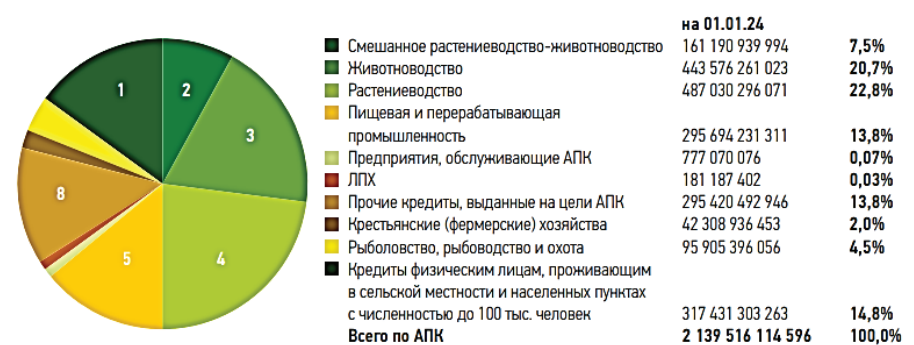 на 01.01.24
Смешанное растениеводство-животноводство 161 190 939 994 7,5%
Животноводство 443 576 261 023 20,7%
Растениеводство 487 030 296 071 22,8%
Пищевая и перерабатывающая
промышленность 295 694 231 311 13,8%
Предприятия, обслуживающие АПК 777 070 076 0,07%
ЛПХ 181 187 402 0,03%
Прочие кредиты, выданные на цели АПК 295 420 492 946 13,8%
Крестьянские (фермерские) хозяйства 42 308 936 453 2,0%
Рыболовство, рыбоводство и охота 95 905 396 056 4,5%
Кредиты физическим лицам, проживающим
в сельской местности и населенных пунктах
с численностью до 100 тыс. человек 317 431 303 263 14,8%
Всего по АПК 2 139 516 114 596 100,0%
1
2
3
4
5
8